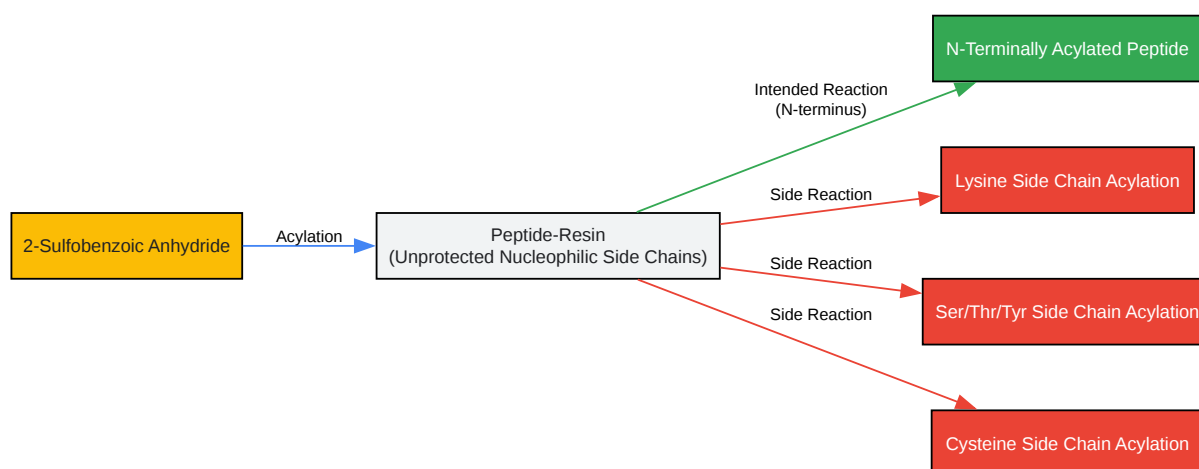 N-Terminally Acylated Peptide
Intended Reaction
(N-terminus)
Lysine Side Chain Acylation
Side Reaction
2-Sulfobenzoic Anhydride
Acylation
Peptide-Resin
(Unprotected Nucleophilic Side Chains)
Side Reaction
Ser/Thr/Tyr Side Chain Acylation
Side Reaction
Cysteine Side Chain Acylation